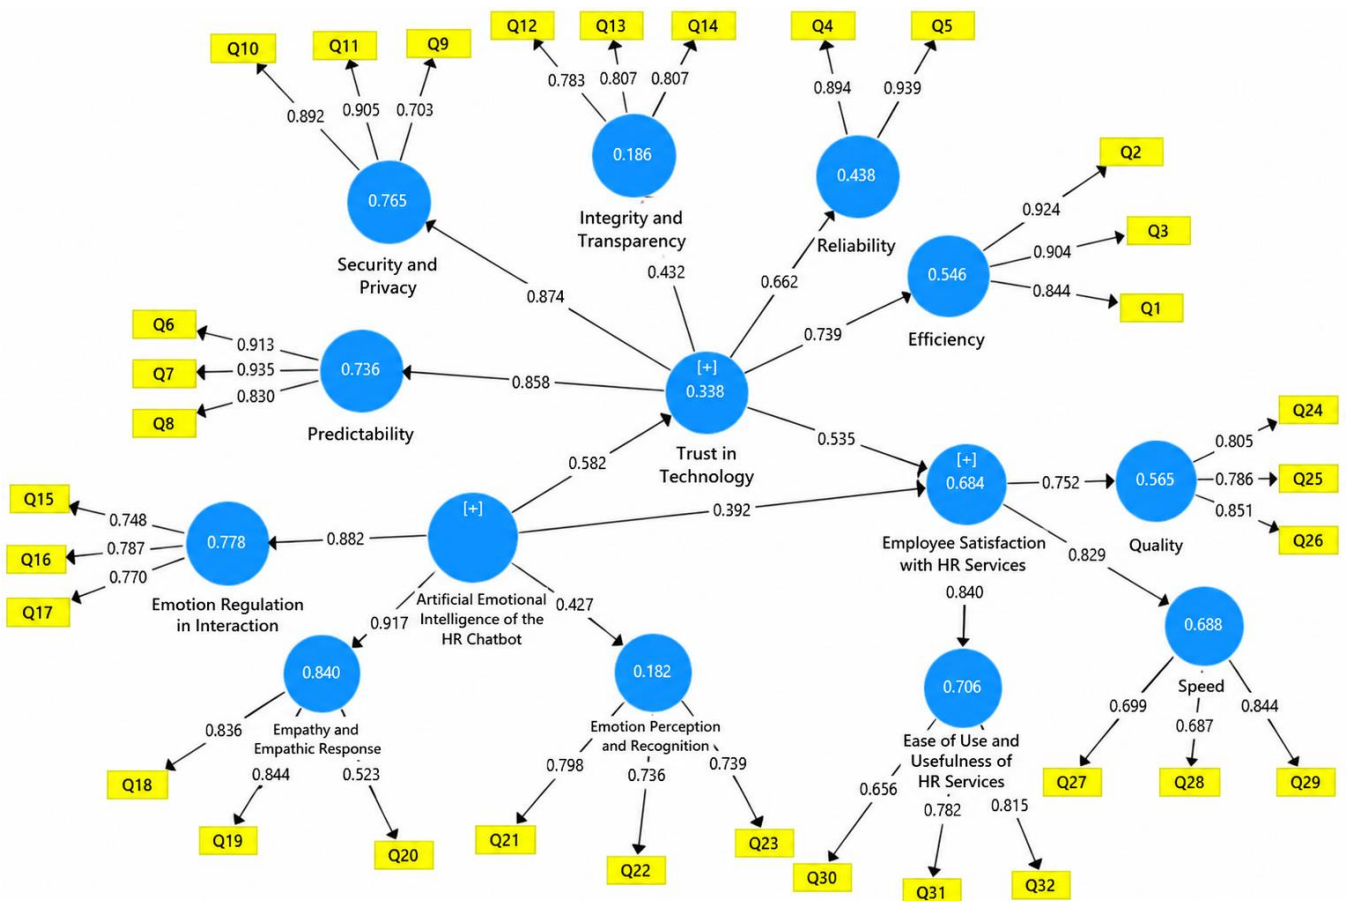 Q10
Q11
Q9
0.892
0.905
0.703
0.765
Security and
Privacy
Q12
Q13
Q14
0.783
0.807
0.807
0.186
Integrity and
Transparency
0.432
Q4
Q5
0.894
0.939
0.438
Reliability
0.662
Q2
Q3
Q1
0.924
0.904
0.844
0.546
Efficiency
0.739
0.874
Q6
Q7
Q8
0.913
0.935
0.830
0.736
Predictability
0.858
[+]
0.338
Trust in
Technology
0.582
0.535
0.392
Q15
Q16
Q17
0.748
0.787
0.770
0.778
Emotion Regulation
in Interaction
0.882
[+]
Artificial Emotional
Intelligence of the
HR Chatbot
0.917
0.427
[+]
0.684
Employee Satisfaction
with HR Services
0.752
0.829
0.840
0.565
Quality
0.805
0.786
0.851
Q24
Q25
Q26
0.840
Empathy and
Empathic Response
0.836
0.844
0.523
Q18
Q19
Q20
0.182
Emotion Perception
and Recognition
0.798
0.736
0.739
Q21
Q22
Q23
0.706
Ease of Use and
Usefulness of
HR Services
0.656
0.782
0.815
Q30
Q31
Q32
0.688
Speed
0.699
0.687
0.844
Q27
Q28
Q29